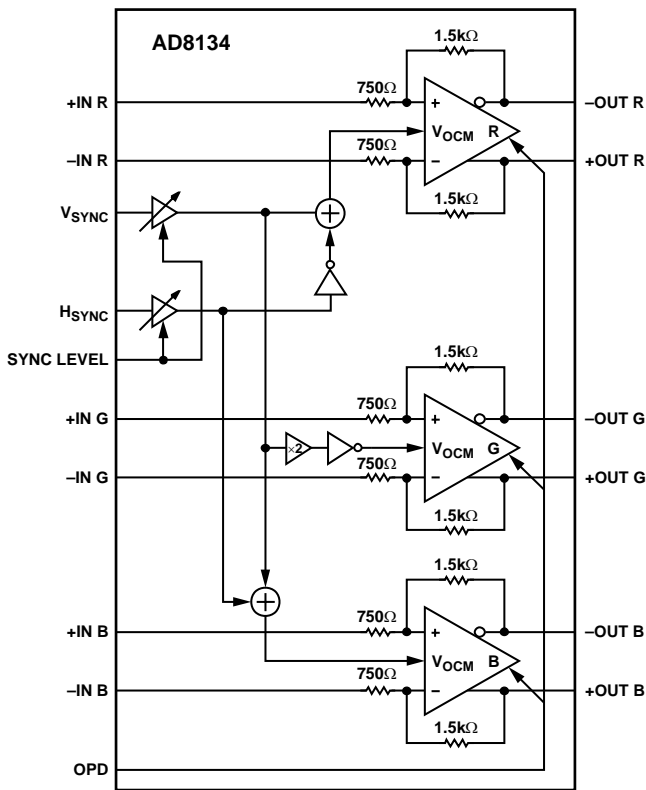 AD8134
1.5kΩ
750Ω
+IN R
+
–OUT R
VOCM R
750Ω
–IN R
–
+OUT R
1.5kΩ
VSYNC
+
HSYNC
SYNC LEVEL
1.5kΩ
750Ω
+IN G
+
–OUT G
×2
VOCM G
750Ω
–IN G
–
+OUT G
1.5kΩ
1.5kΩ
+
750Ω
+IN B
+
–OUT B
VOCM B
750Ω
–IN B
–
+OUT B
1.5kΩ
OPD